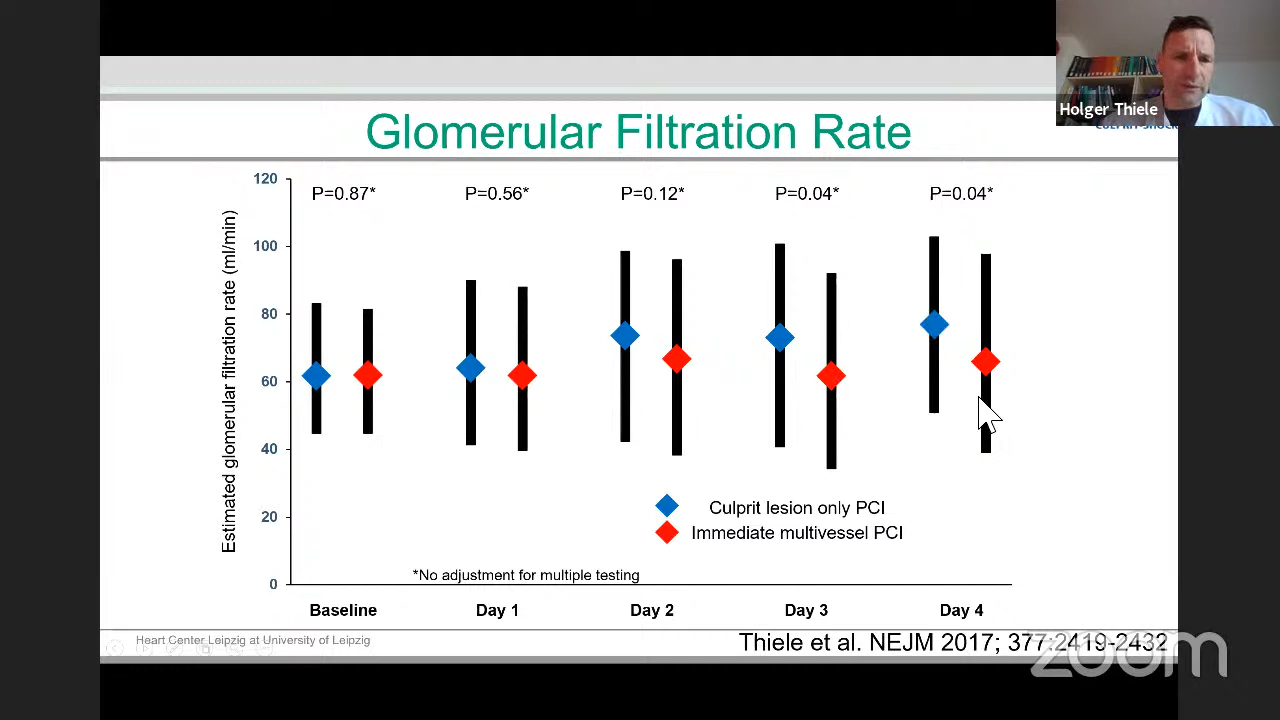 Holger Thiele
Glomerular Filtration Rate
P=0.87* P=0.56* P=0.12* P=0.04* P=0.04*
Estimated glomerular filtration rate (ml/min)
120
100
80
60
40
20
0
Culprit lesion only PCI
Immediate multivessel PCI
*No adjustment for multiple testing
Baseline Day 1 Day 2 Day 3 Day 4
Heart Center Leipzig at University of Leipzig
Thiele et al. NEJM 2017; 377:2419-2432
zoom